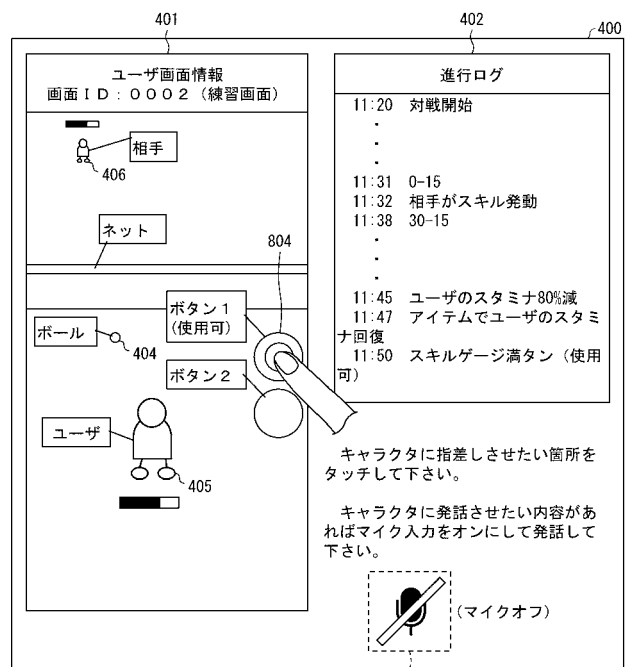 401
402
400
ユーザ画面情報
画面ID:0002(練習画面)
相手
406
ネット
804
ボタン1
(使用可)
ボール
404
ボタン2
ユーザ
405
進行ログ
11:20 対戦開始
・
・
・
11:31 0-15
11:32 相手がスキル発動
11:38 30-15
・
・
・
11:45 ユーザのスタミナ80%減
11:47 アイテムでユーザのスタミ
ナ回復
11:50 スキルゲージ満タン(使用
可)
キャラクタに指差しさせたい箇所を
タッチして下さい。
キャラクタに発話させたい内容があ
ればマイク入力をオンにして発話して
下さい。
(マイクオフ)